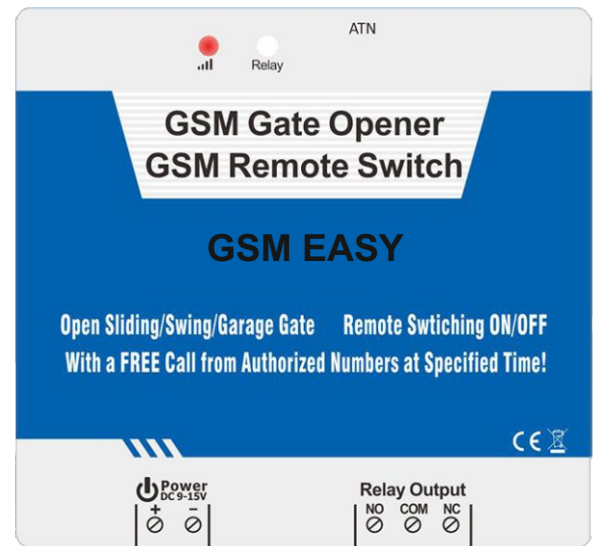 ATN
Relay
GSM Gate Opener
GSM Remote Switch
GSM EASY
Open Sliding/Swing/Garage Gate Remote Swtiching ON/OFF
With a FREE Call from Authorized Numbers at Specified Time!
CE
Power
DC 9-15V
+ −
Relay Output
NO COM NC